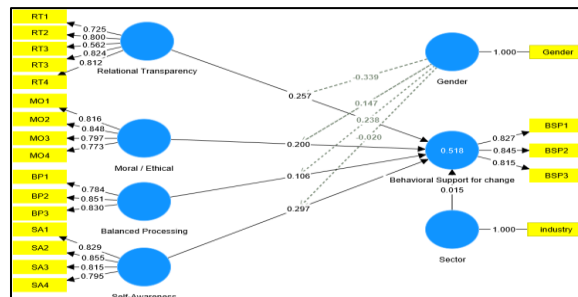 RT1
RT2
RT3
RT3
RT4
0.725
0.800
0.562
0.824
0.812
Relational Transparency
MO1
MO2
MO3
MO4
0.816
0.848
0.797
0.773
Moral / Ethical
BP1
BP2
BP3
0.784
0.851
0.830
Balanced Processing
SA1
SA2
SA3
SA4
0.829
0.855
0.815
0.795
Self-Awareness
0.257
0.200
0.106
0.297
-0.339
0.147
0.238
-0.020
Gender
1.000
Gender
0.518
Behavioral Support for change
0.827
0.845
0.815
BSP1
BSP2
BSP3
0.015
Sector
1.000
industry